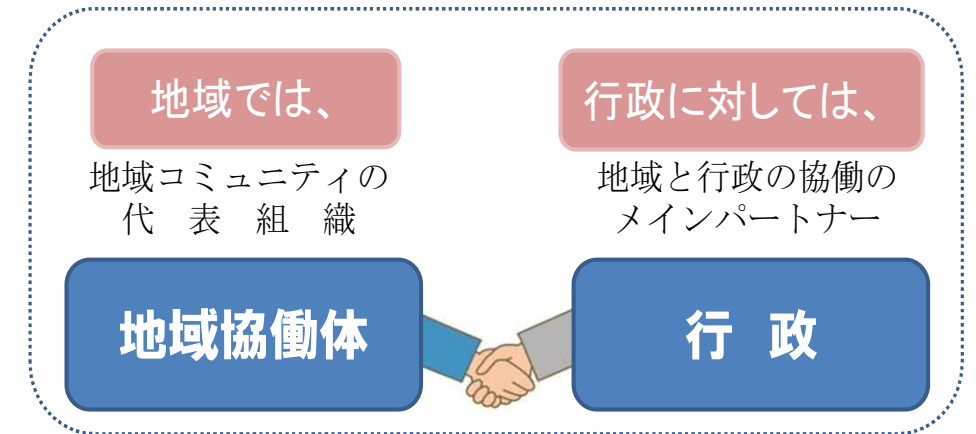 地域では、
地域コミュニティの
代　表　組　織
地域協働体
行政に対しては、
地域と行政の協働の
メインパートナー
行　政